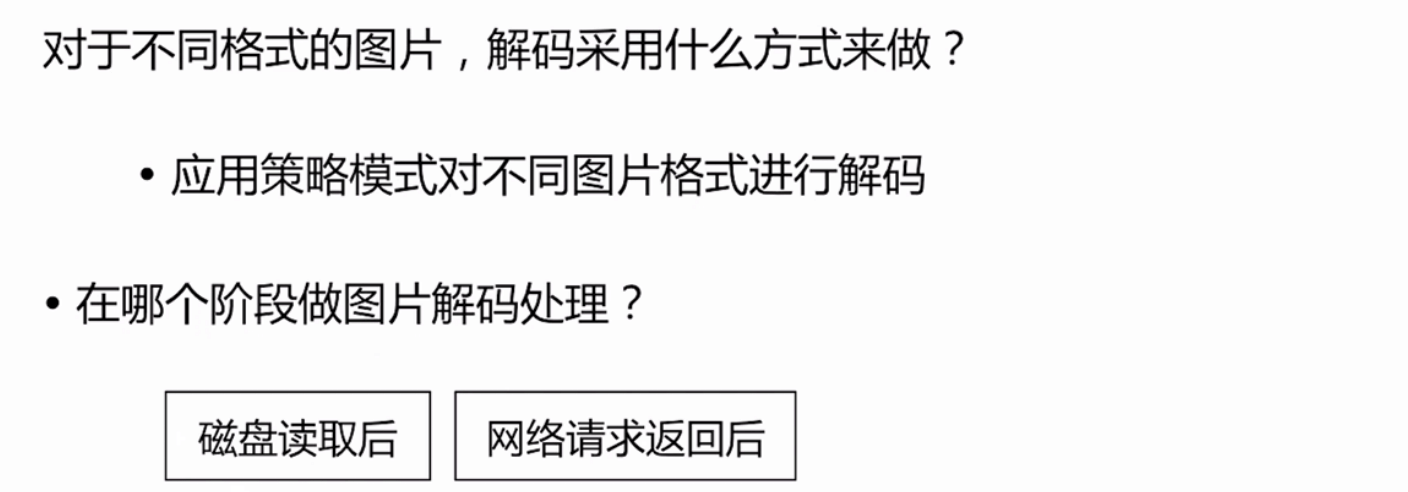 对于不同格式的图片，解码采用什么方式来做？
• 应用策略模式对不同图片格式进行解码
• 在哪个阶段做图片解码处理？
磁盘读取后 网络请求返回后